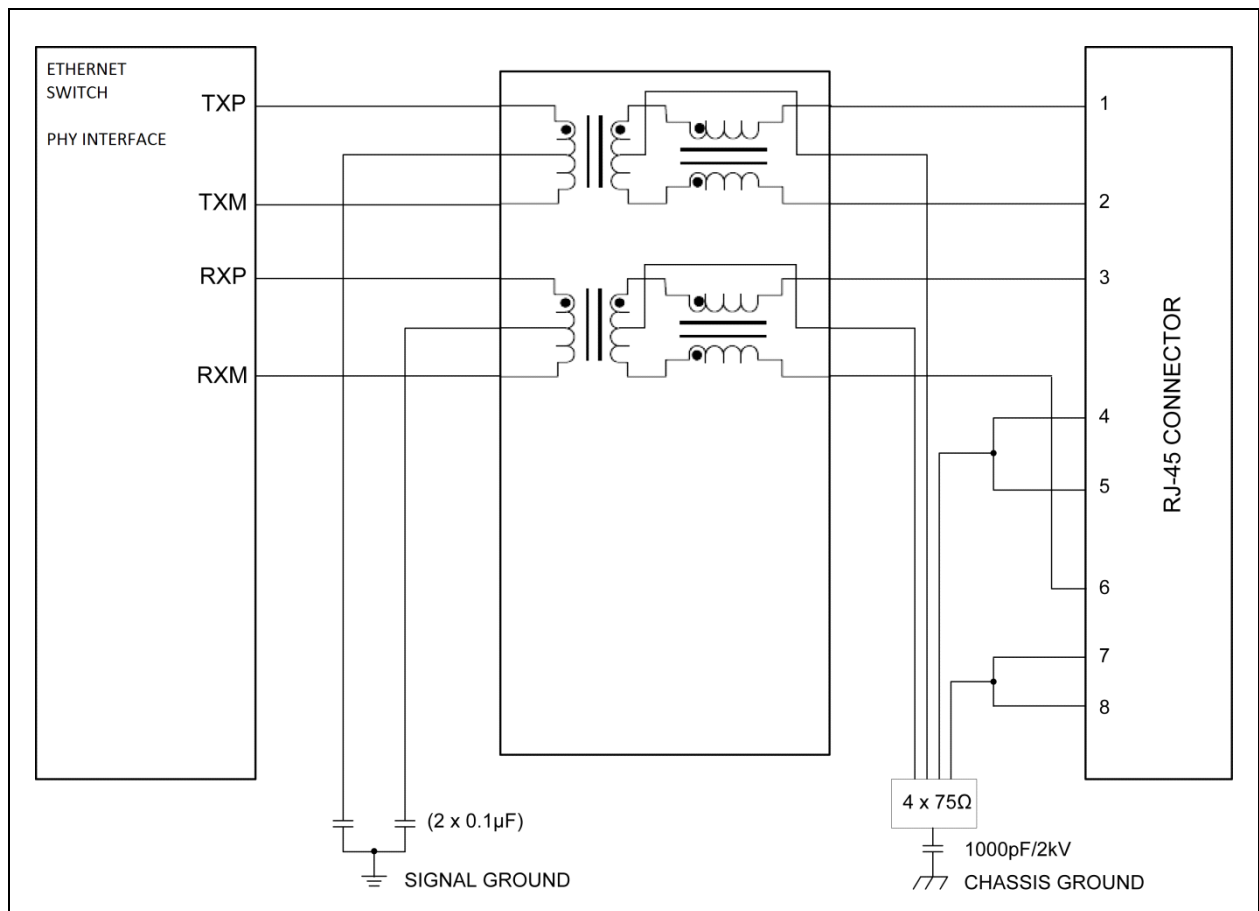 ETHERNET
SWITCH
PHY INTERFACE
TXP
TXM
RXP
RXM
1
2
3
4
5
6
7
8
RJ-45 CONNECTOR
4 x 75Ω
(2 x 0.1µF)
1000pF/2kV
SIGNAL GROUND
CHASSIS GROUND